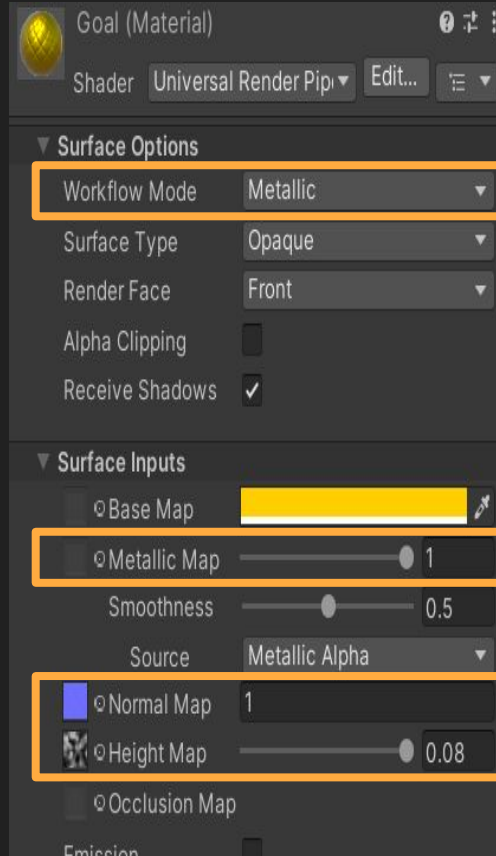 Goal (Material)
Shader Universal Render Pip Edit...
Surface Options
Workflow Mode Metallic
Surface Type Opaque
Render Face Front
Alpha Clipping
Receive Shadows
Surface Inputs
Base Map
Metallic Map 1
Smoothness 0.5
Source Metallic Alpha
Normal Map 1
Height Map 0.08
Occlusion Map
Emission